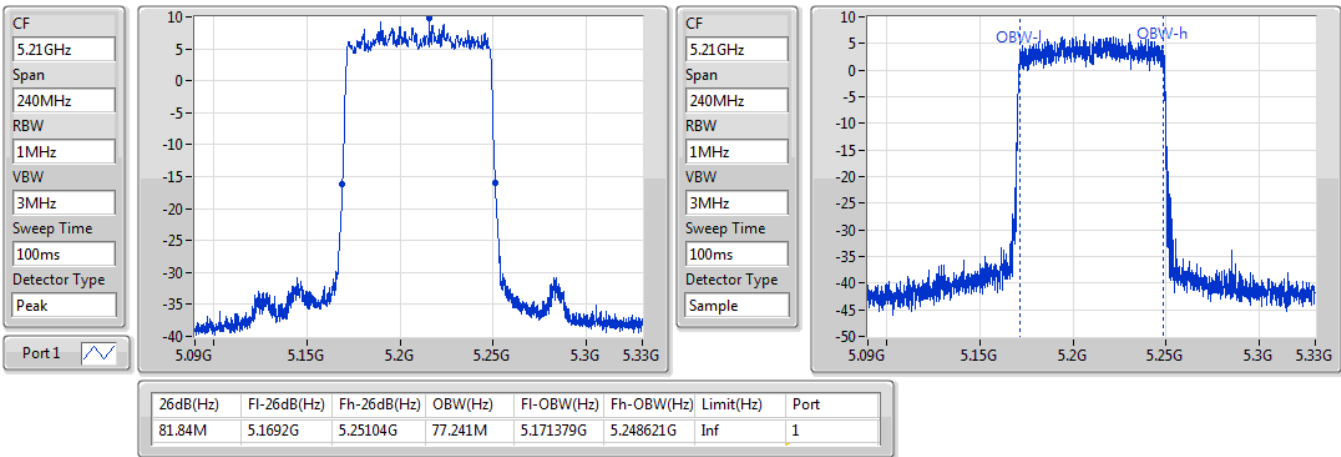 CF
5.21GHz
Span
240MHz
RBW
1MHz
VBW
3MHz
Sweep Time
100ms
Detector Type
Peak
Port 1
10
5
0
-5
-10
-15
-20
-25
-30
-35
-40
5.09G 5.15G 5.2G 5.25G 5.3G 5.33G
CF
5.21GHz
Span
240MHz
RBW
1MHz
VBW
3MHz
Sweep Time
100ms
Detector Type
Sample
10
5
0
-5
-10
-15
-20
-25
-30
-35
-40
-45
-50
OBW-l OBW-h
5.09G 5.15G 5.2G 5.25G 5.3G 5.33G
26dB(Hz) Fl-26dB(Hz) Fh-26dB(Hz) OBW(Hz) Fl-OBW(Hz) Fh-OBW(Hz) Limit(Hz) Port
81.84M 5.1692G 5.25104G 77.241M 5.171379G 5.248621G Inf 1